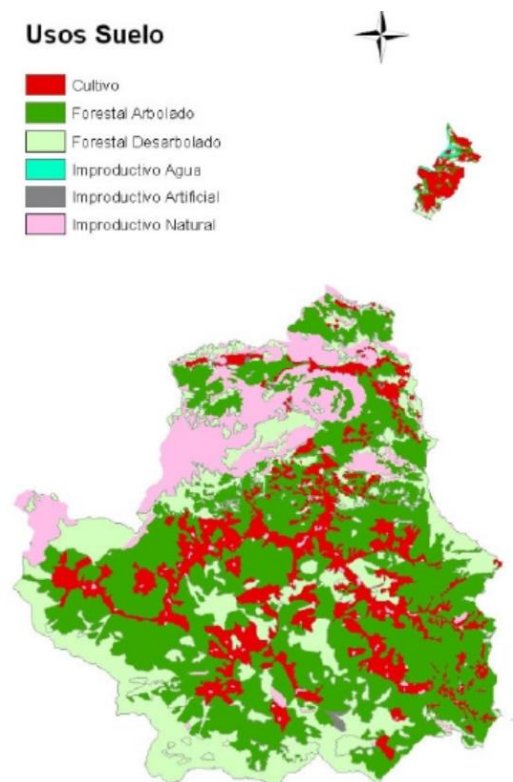 Usos Suelo
Cultivo
Forestal Arbolado
Forestal Desarbolado
Improductivo Agua
Improductivo Artificial
Improductivo Natural